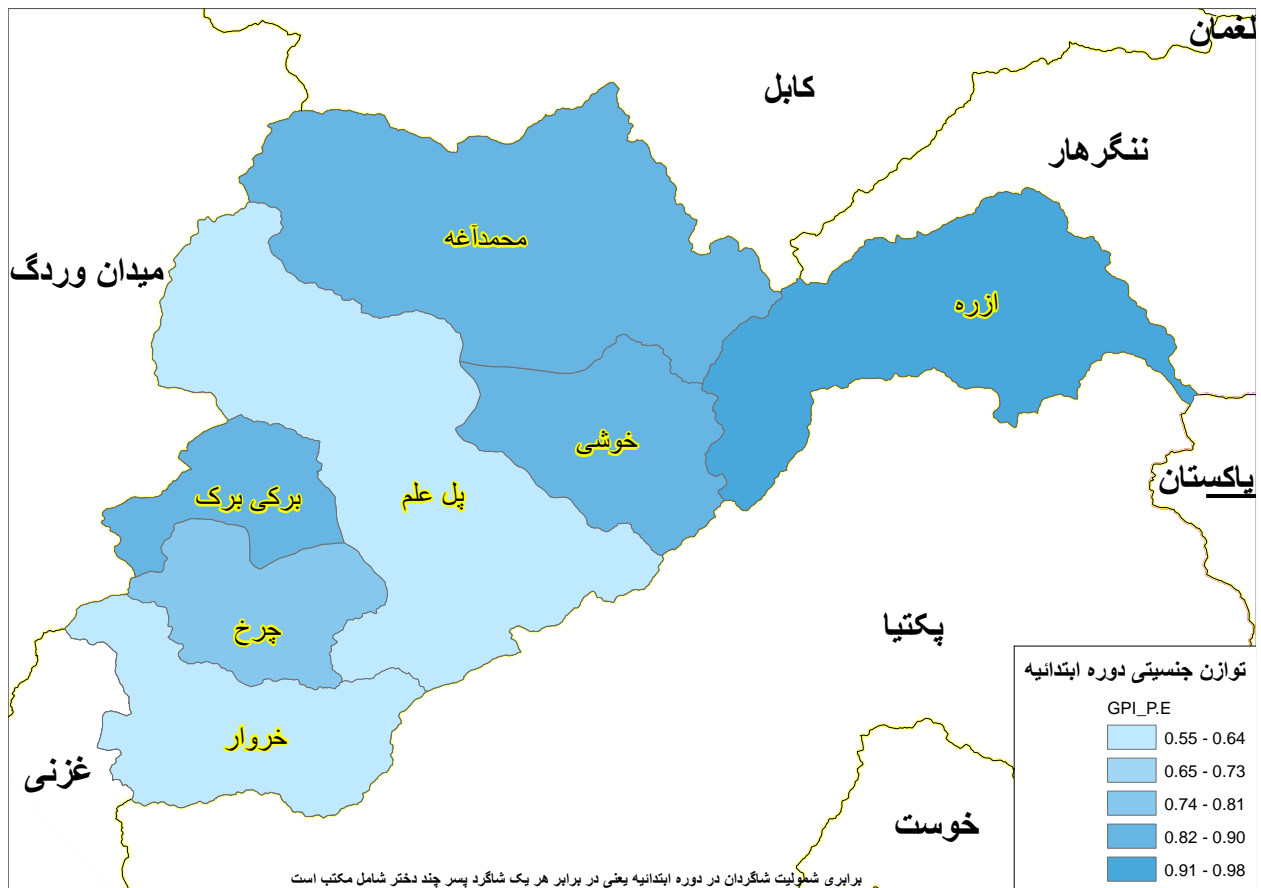 لغمان
کابل
ننگرهار
محمدآغه
میدان وردگ
ازره
خوشی
پاکستان
برکی برک
پل علم
چرخ
پکتیا
خروار
غزنی
خوست
توازن جنسیتی دوره ابتدائیه
GPI_P.E
0.55 - 0.64
0.65 - 0.73
0.74 - 0.81
0.82 - 0.90
0.91 - 0.98
برابری شمولیت شاگردان در دوره ابتدائیه یعنی در برابر هر یک شاگرد پسر چند دختر شامل مکتب است